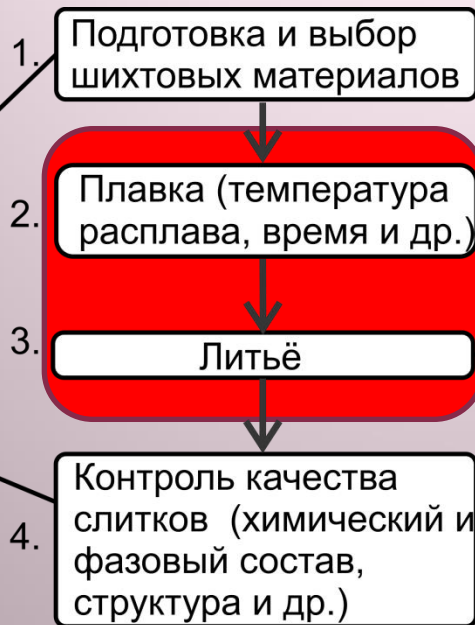 1. Подготовка и выбор
шихтовых материалов
2. Плавка (температура
расплава, время и др.)
3. Литьё
4. Контроль качества
слитков (химический и
фазовый состав,
структура и др.)